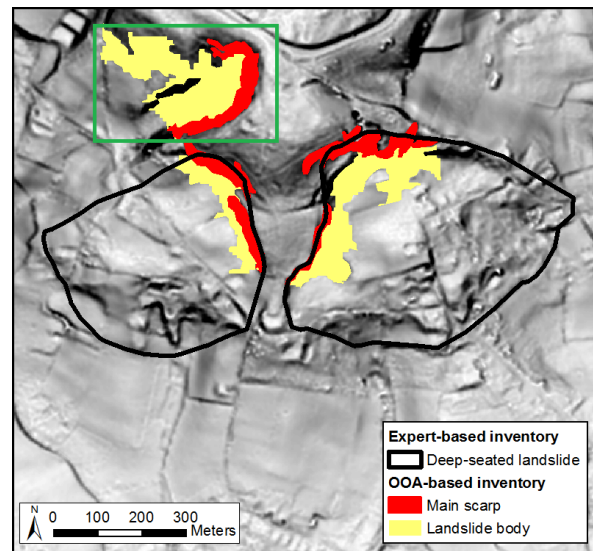 Expert-based inventory
Deep-seated landslide
OOA-based inventory
Main scarp
Landslide body
N
0 100 200 300
Meters